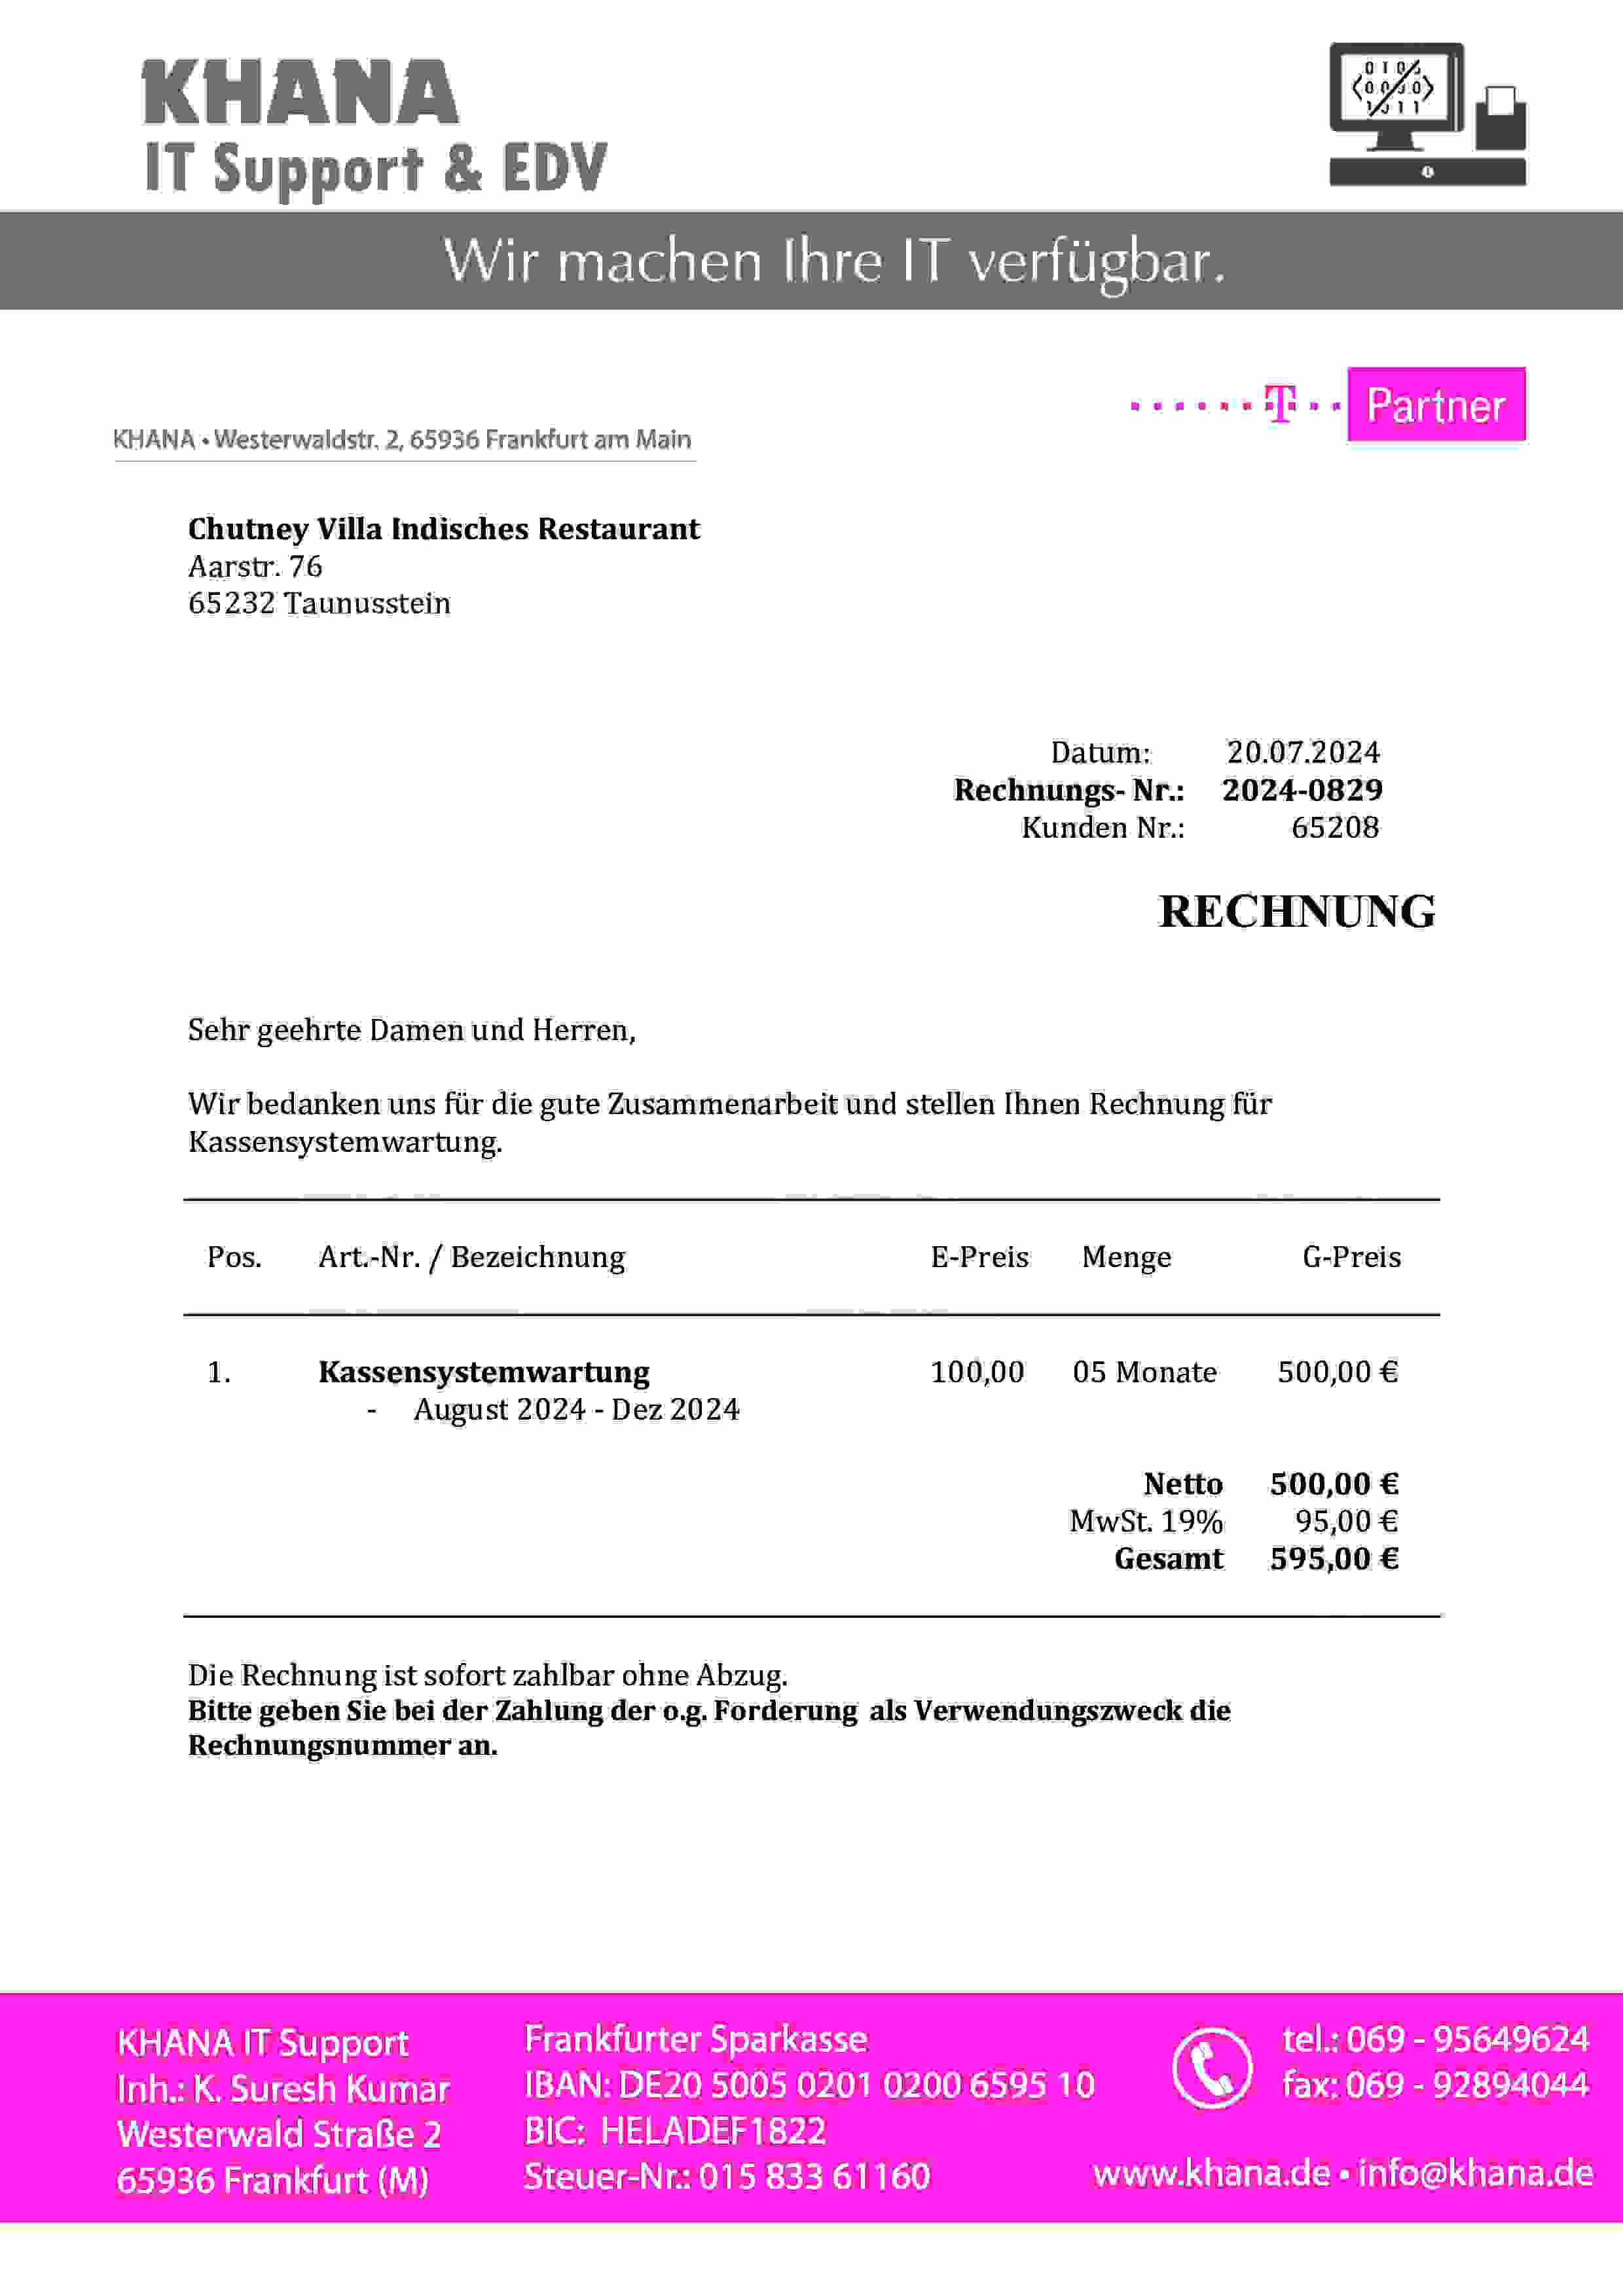 KHANA
IT Support & EDV
Wir machen Ihre IT verfügbar.
T Partner
KHANA • Westerwaldstr. 2, 65936 Frankfurt am Main
Chutney Villa Indisches Restaurant
Aarstr. 76
65232 Taunusstein
Datum: 20.07.2024
Rechnungs- Nr.: 2024-0829
Kunden Nr.: 65208
RECHNUNG
Sehr geehrte Damen und Herren,
Wir bedanken uns für die gute Zusammenarbeit und stellen Ihnen Rechnung für
Kassensystemwartung.
Pos. Art.-Nr. / Bezeichnung E-Preis Menge G-Preis
1. Kassensystemwartung 100,00 05 Monate 500,00 €
- August 2024 - Dez 2024
Netto 500,00 €
MwSt. 19% 95,00 €
Gesamt 595,00 €
Die Rechnung ist sofort zahlbar ohne Abzug.
Bitte geben Sie bei der Zahlung der o.g. Forderung als Verwendungszweck die
Rechnungsnummer an.
KHANA IT Support
Inh.: K. Suresh Kumar
Westerwald Straße 2
65936 Frankfurt (M)
Frankfurter Sparkasse
IBAN: DE20 5005 0201 0200 6595 10
BIC: HELADEF1822
Steuer-Nr.: 015 833 61160
tel.: 069 - 95649624
fax: 069 - 92894044
www.khana.de • info@khana.de